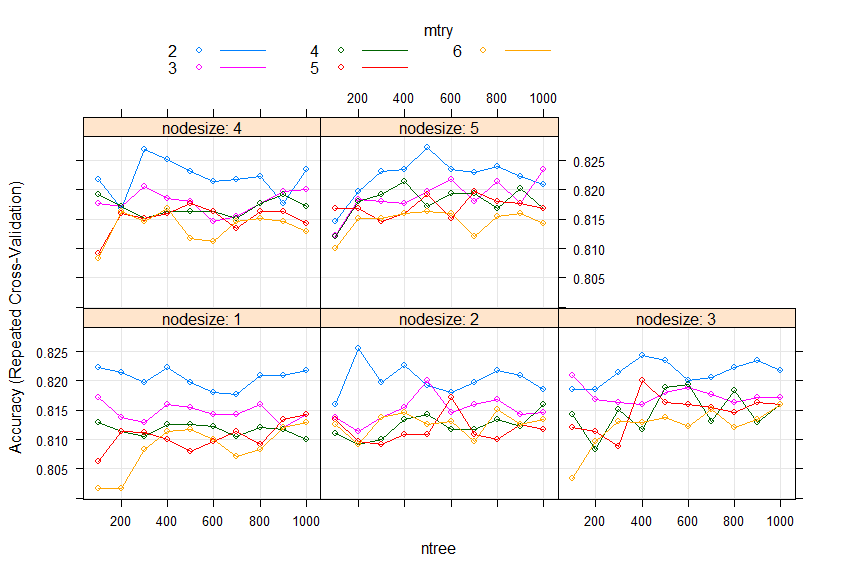 mtry
2 4 6
3 5
200 400 600 800 1000
nodesize: 4 nodesize: 5
0.825
0.820
0.815
0.810
0.805
nodesize: 1 nodesize: 2 nodesize: 3
0.825
0.820
0.815
0.810
0.805
Accuracy (Repeated Cross-Validation)
200 400 600 800 1000 200 400 600 800 1000
ntree